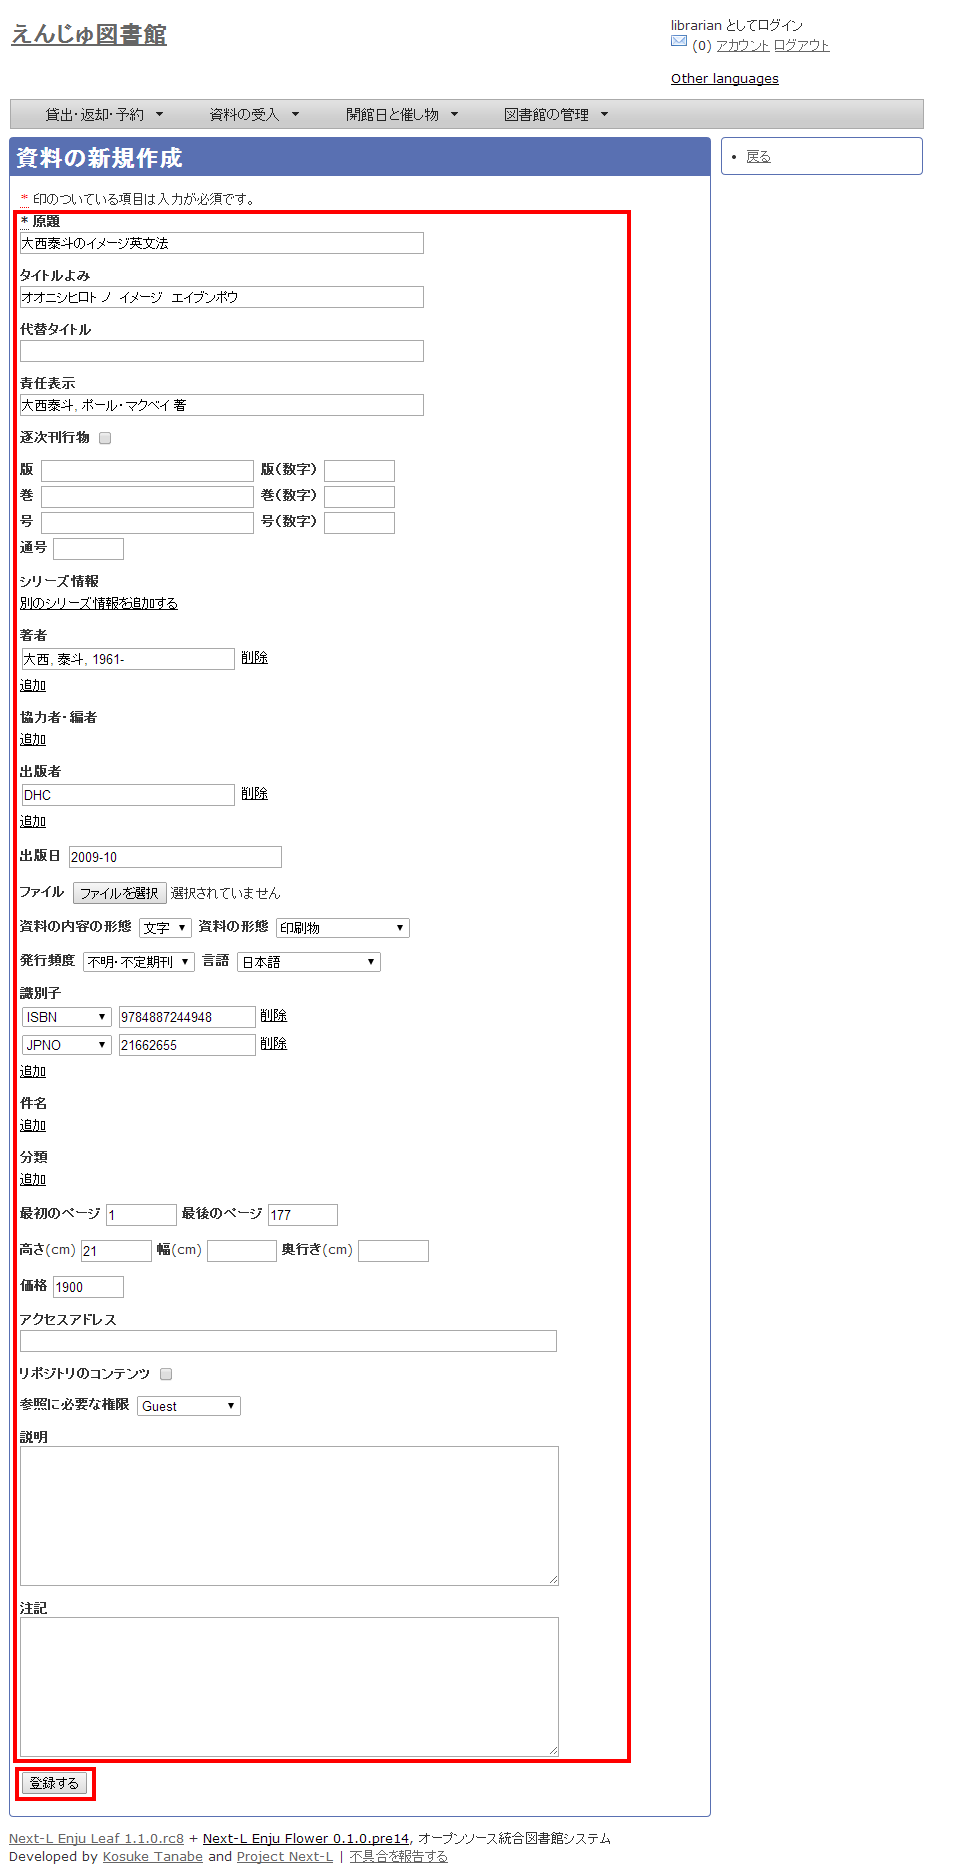 えんじゅ図書館
librarian としてログイン
(0) アカウント ログアウト
Other languages
貸出・返却・予約 ▼ 資料の受入 ▼ 開館日と催し物 ▼ 図書館の管理 ▼
資料の新規作成
• 戻る
* 印のついている項目は入力が必須です。
* 原題
大西泰斗のイメージ英文法
タイトルよみ
オオニシヒロト ノ イメージ エイブンポウ
代替タイトル
責任表示
大西泰斗, ポール・マクベイ 著
逐次刊行物
版 版(数字)
巻 巻(数字)
号 号(数字)
通号
シリーズ情報
別のシリーズ情報を追加する
著者
大西, 泰斗, 1961- 削除
追加
協力者・編者
追加
出版者
DHC 削除
追加
出版日 2009-10
ファイル ファイルを選択 選択されていません
資料の内容の形態 文字 ▼ 資料の形態 印刷物 ▼
発行頻度 不明・不定期刊 ▼ 言語 日本語 ▼
識別子
ISBN ▼ 9784887244948 削除
JPNO ▼ 21662655 削除
追加
件名
追加
分類
追加
最初のページ 1 最後のページ 177
高さ(cm) 21 幅(cm) 奥行き(cm)
価格 1900
アクセスアドレス
リポジトリのコンテンツ
参照に必要な権限 Guest ▼
説明
注記
登録する
Next-L Enju Leaf 1.1.0.rc8 + Next-L Enju Flower 0.1.0.pre14, オープンソース統合図書館システム
Developed by Kosuke Tanabe and Project Next-L | 不具合を報告する